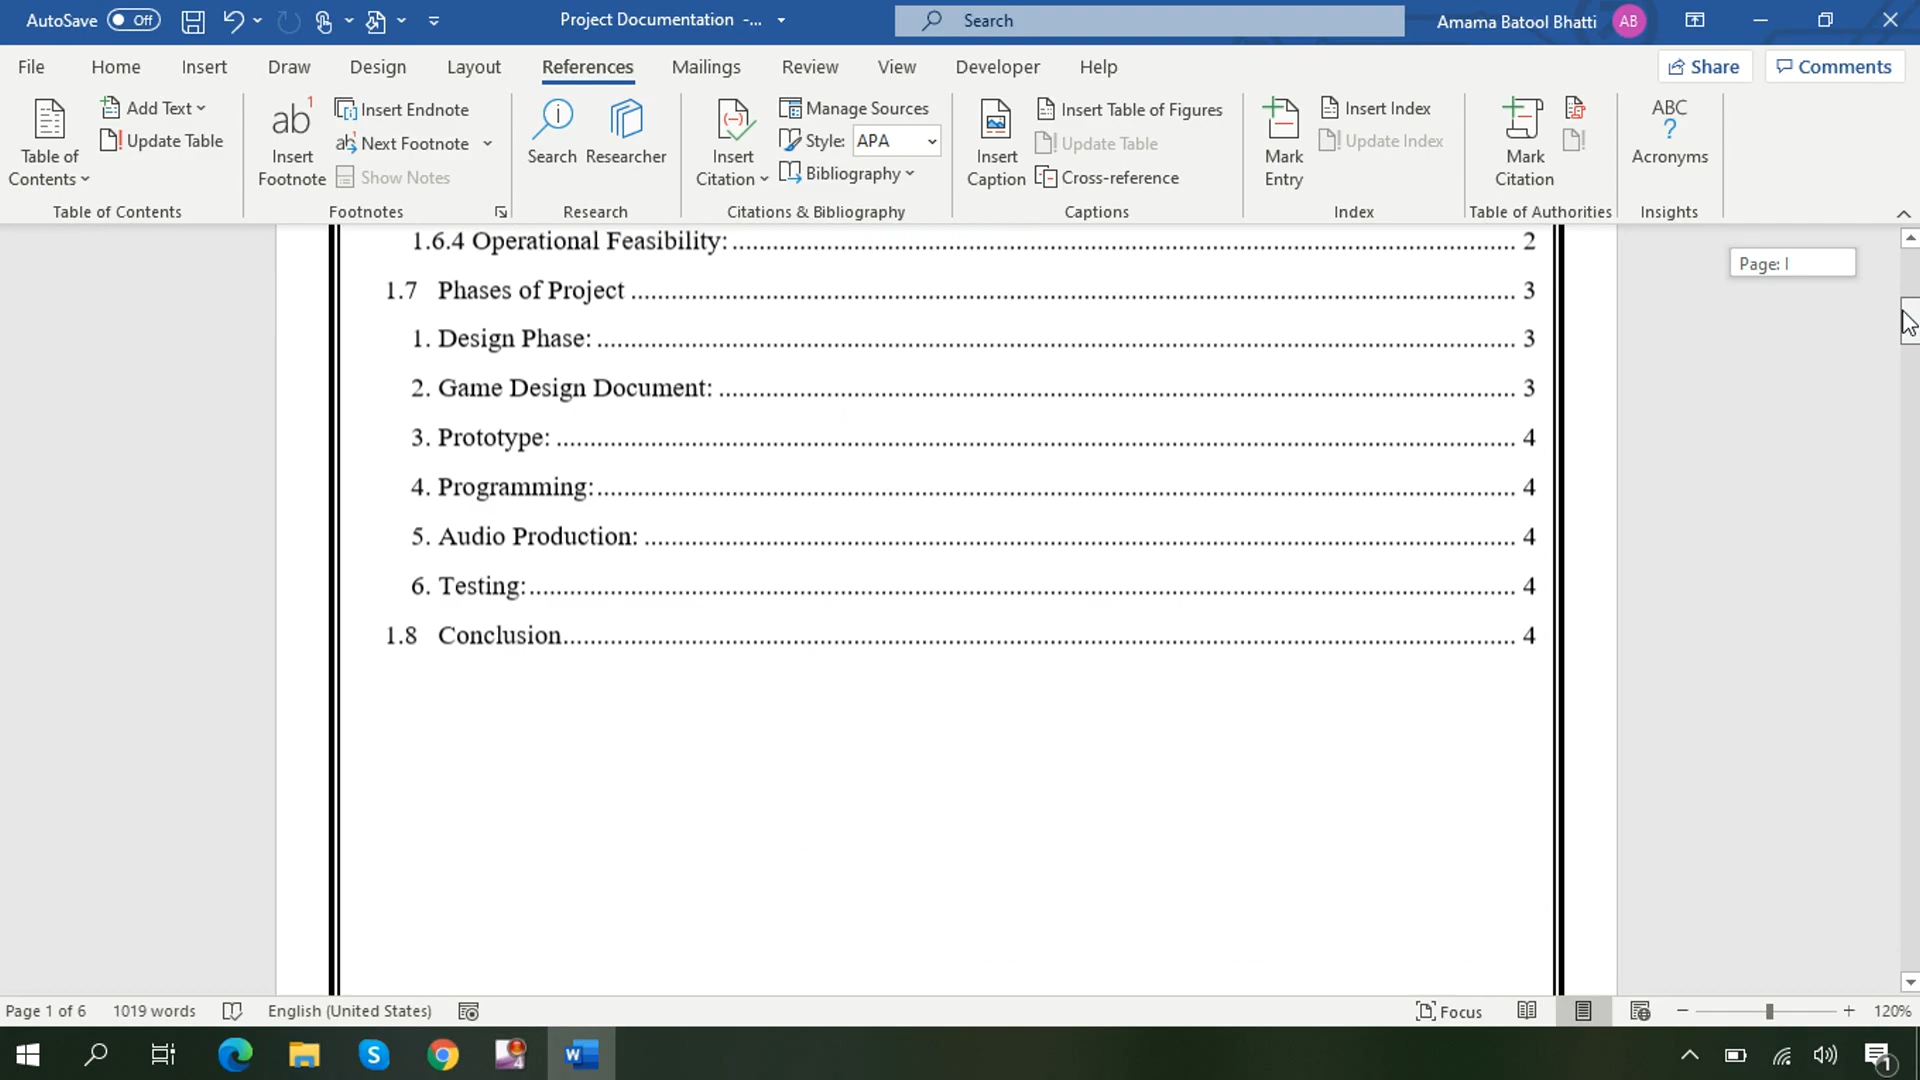 AutoSave Off Project Documentation -... Search Amama Batool Bhatti AB
File Home Insert Draw Design Layout References Mailings Review View Developer Help Share Comments
Table of Contents
Add Text
Update Table
Table of Contents
ab1
Insert Footnote
Insert Endnote
Next Footnote
Show Notes
Footnotes
Search
Researcher
Research
Insert Citation
Manage Sources
Style: APA
Bibliography
Citations & Bibliography
Insert Caption
Insert Table of Figures
Update Table
Cross-reference
Captions
Mark Entry
Insert Index
Update Index
Index
Mark Citation
Table of Authorities
ABC ?
Acronyms
Insights
Page: I
1.6.4 Operational Feasibility: 2
1.7 Phases of Project 3
1. Design Phase: 3
2. Game Design Document: 3
3. Prototype: 4
4. Programming: 4
5. Audio Production: 4
6. Testing: 4
1.8 Conclusion 4
Page 1 of 6 1019 words English (United States) Focus 120%
4 W 1